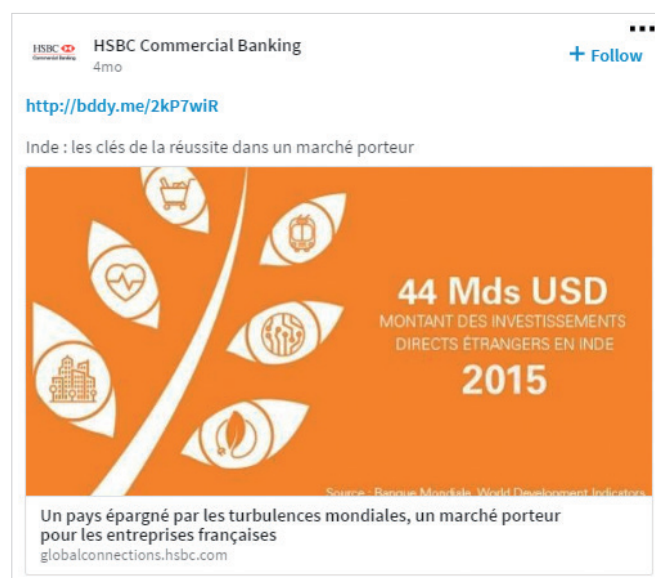 HSBC
Commercial Banking
HSBC Commercial Banking
4mo
+ Follow
http://bddy.me/2kP7wiR
Inde : les clés de la réussite dans un marché porteur
44 Mds USD
MONTANT DES INVESTISSEMENTS
DIRECTS ÉTRANGERS EN INDE
2015
Source : Banque Mondiale, World Development Indicators
Un pays épargné par les turbulences mondiales, un marché porteur
pour les entreprises françaises
globalconnections.hsbc.com